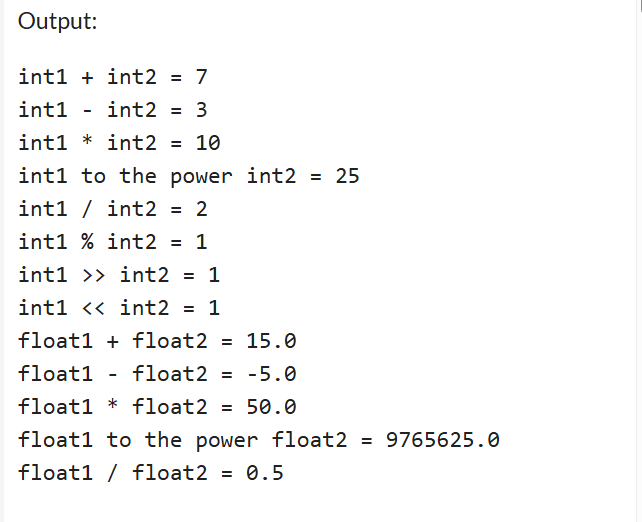 Output:
int1 + int2 = 7
int1 - int2 = 3
int1 * int2 = 10
int1 to the power int2 = 25
int1 / int2 = 2
int1 % int2 = 1
int1 >> int2 = 1
int1 << int2 = 1
float1 + float2 = 15.0
float1 - float2 = -5.0
float1 * float2 = 50.0
float1 to the power float2 = 9765625.0
float1 / float2 = 0.5